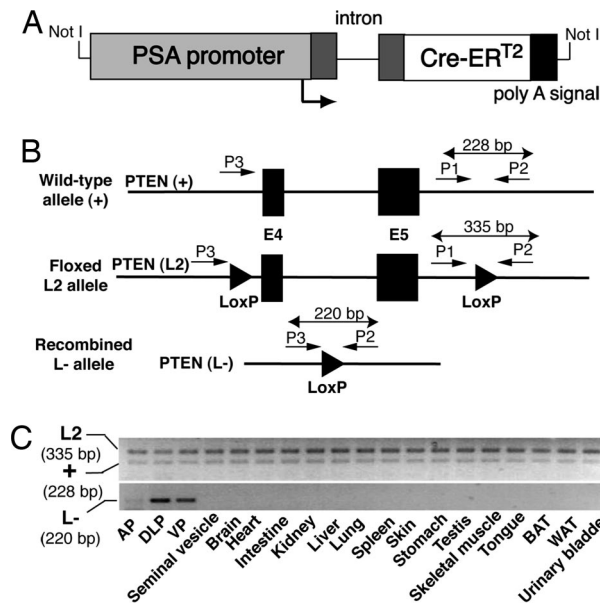 A
Not I
PSA promoter
intron
Cre-ERT2
Not I
poly A signal
B
Wild-type allele (+)
PTEN (+)
P3
E4
E5
228 bp
P1
P2
Floxed L2 allele
PTEN (L2)
P3
LoxP
335 bp
P1
P2
LoxP
Recombined L- allele
PTEN (L-)
220 bp
P3
P2
LoxP
C
L2
(335 bp)
+
(228 bp)
L-
(220 bp)
AP
DLP
VP
Seminal vesicle
Brain
Heart
Intestine
Kidney
Liver
Lung
Spleen
Skin
Stomach
Testis
Skeletal muscle
Tongue
BAT
WAT
Urinary bladder